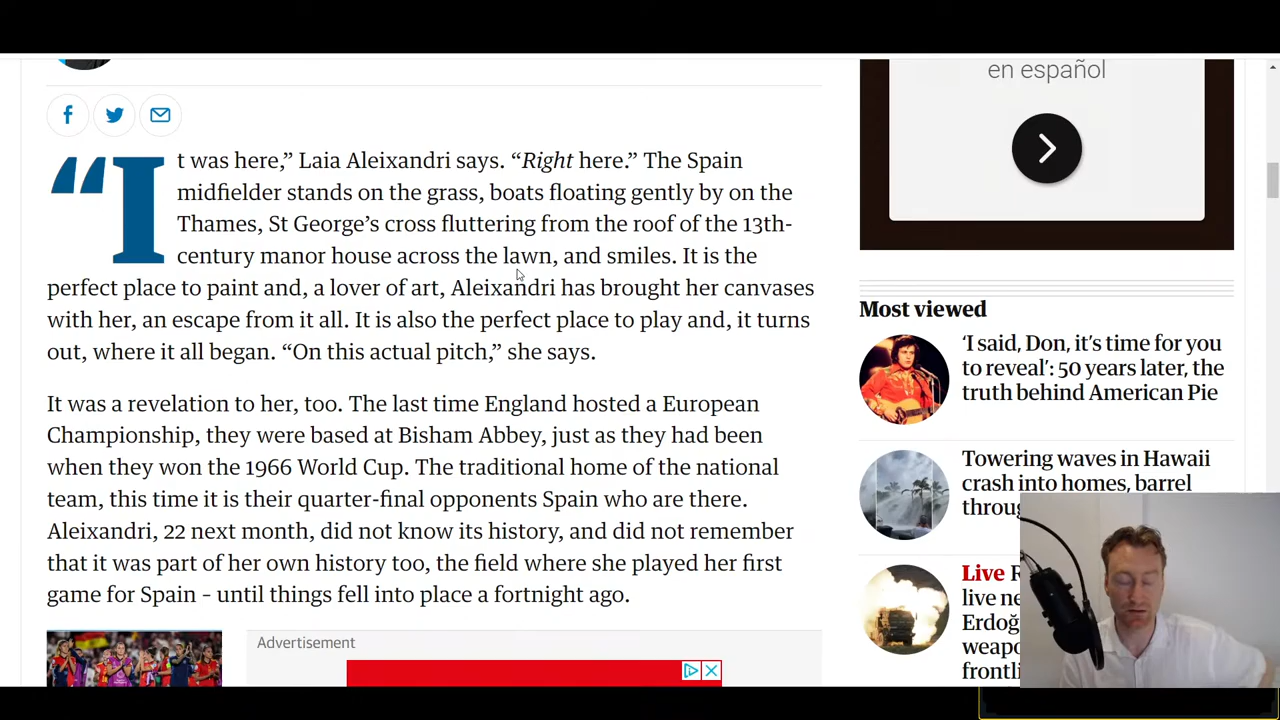 en español
“It was here,” Laia Aleixandri says. “Right here.” The Spain
midfielder stands on the grass, boats floating gently by on the
Thames, St George’s cross fluttering from the roof of the 13th-
century manor house across the lawn, and smiles. It is the
perfect place to paint and, a lover of art, Aleixandri has brought her canvases
with her, an escape from it all. It is also the perfect place to play and, it turns
out, where it all began. “On this actual pitch,” she says.
It was a revelation to her, too. The last time England hosted a European
Championship, they were based at Bisham Abbey, just as they had been
when they won the 1966 World Cup. The traditional home of the national
team, this time it is their quarter-final opponents Spain who are there.
Aleixandri, 22 next month, did not know its history, and did not remember
that it was part of her own history too, the field where she played her first
game for Spain – until things fell into place a fortnight ago.
Advertisement
Most viewed
‘I said, Don, it’s time for you
to reveal’: 50 years later, the
truth behind American Pie
Towering waves in Hawaii
crash into homes, barrel
Live
live
weapo
frontli